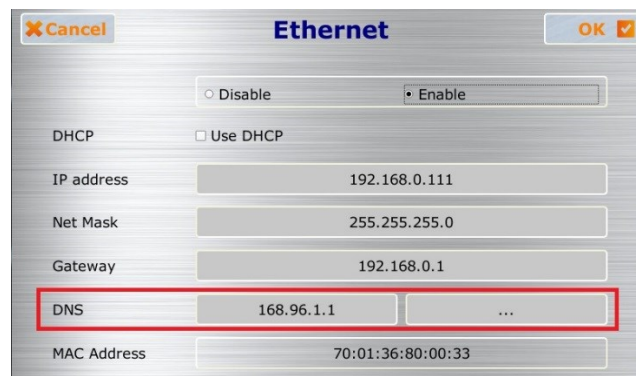 Cancel Ethernet OK
Disable Enable
DHCP Use DHCP
IP address 192.168.0.111
Net Mask 255.255.255.0
Gateway 192.168.0.1
DNS 168.96.1.1 ...
MAC Address 70:01:36:80:00:33